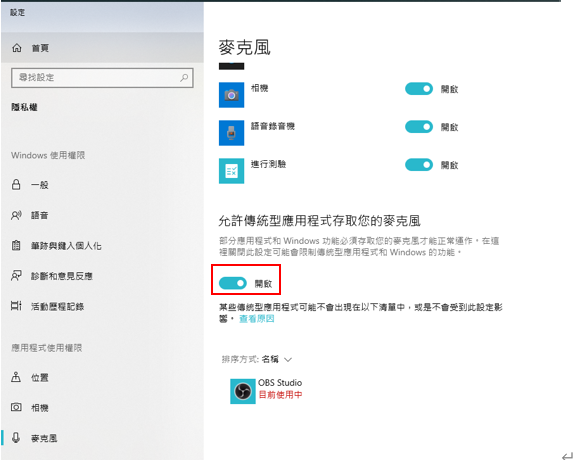 設定
首頁
尋找設定
隱私權
Windows 使用權限
一般
語音
筆跡與鍵入個人化
診斷和意見反應
活動歷程記錄
應用程式使用權限
位置
相機
麥克風
麥克風
相機
開啟
語音錄音機
開啟
進行測驗
開啟
允許傳統型應用程式存取您的麥克風
部分應用程式和 Windows 功能必須存取您的麥克風才能正常運作。在這
裡關閉此設定可能會限制傳統型應用程式和 Windows 的功能。
開啟
某些傳統型應用程式可能不會出現在以下清單中，或是不會受到此設定影
響。 查看原因
排序方式: 名稱
OBS Studio
目前使用中